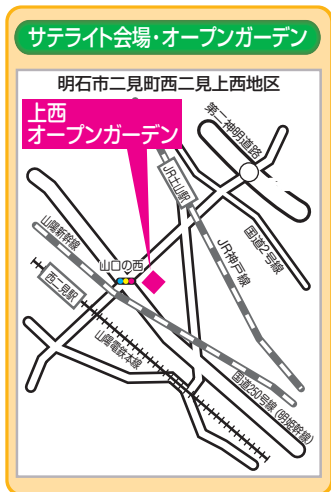 サテライト会場・オープンガーデン
明石市二見町西二見上西地区
上西
オープンガーデン
第二神明道路
JR土山駅
国道2号線
JR神戸線
山陽新幹線
山口の西
西二見駅
山陽電鉄本線
国道250号線(明姫幹線)